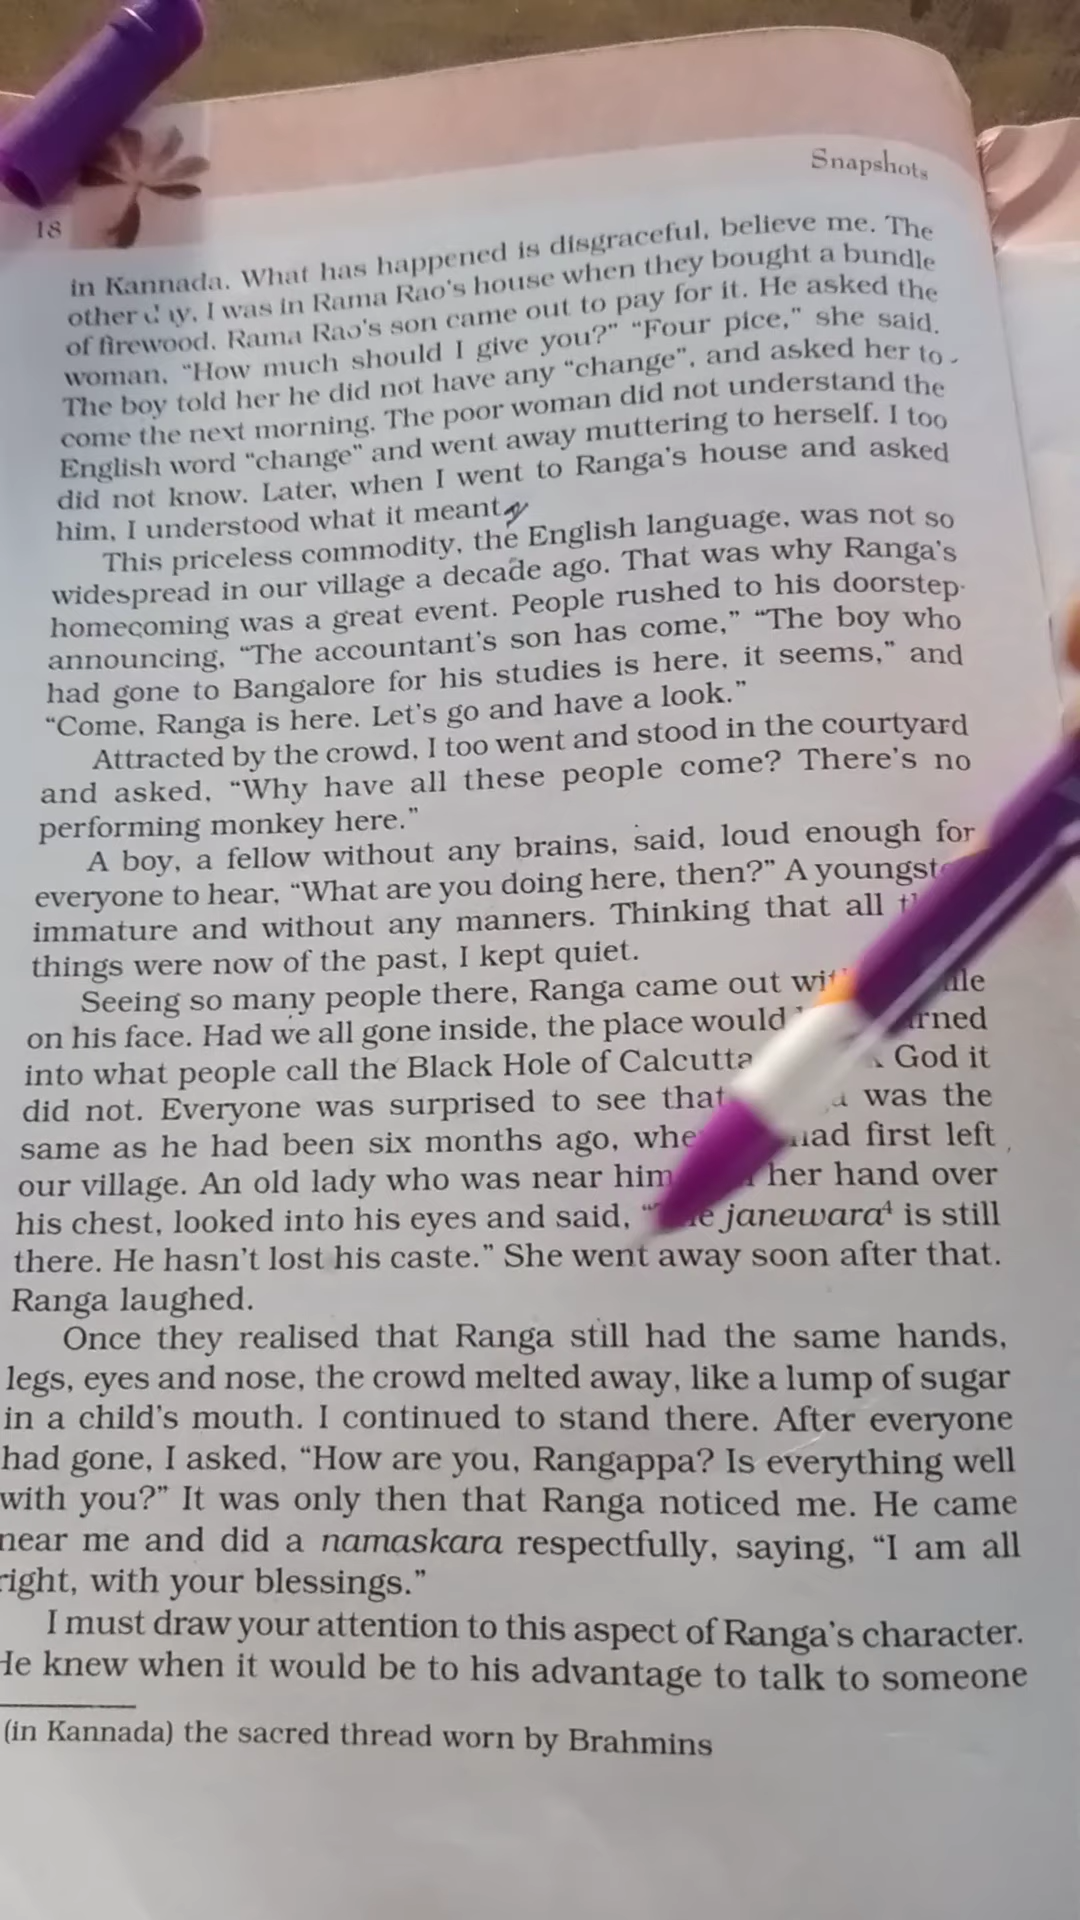 Snapshots
18
in Kannada. What has happened is disgraceful, believe me. The
other day, I was in Rama Rao's house when they bought a bundle
of firewood. Rama Rao's son came out to pay for it. He asked the
woman, “How much should I give you?” “Four pice,” she said.
The boy told her he did not have any “change”, and asked her to
come the next morning. The poor woman did not understand the
English word “change” and went away muttering to herself. I too
did not know. Later, when I went to Ranga's house and asked
him, I understood what it meant
This priceless commodity, the English language, was not so
widespread in our village a decade ago. That was why Ranga's
homecoming was a great event. People rushed to his doorstep
announcing, “The accountant's son has come,” “The boy who
had gone to Bangalore for his studies is here, it seems,” and
“Come, Ranga is here. Let's go and have a look.”
Attracted by the crowd, I too went and stood in the courtyard
and asked, “Why have all these people come? There's no
performing monkey here.”
A boy, a fellow without any brains, said, loud enough for
everyone to hear, “What are you doing here, then?” A youngst
immature and without any manners. Thinking that all
things were now of the past, I kept quiet.
Seeing so many people there, Ranga came out
on his face. Had we all gone inside, the place would
into what people call the Black Hole of Calcutta God it
did not. Everyone was surprised to see that was the
same as he had been six months ago, had first left
our village. An old lady who was near him her hand over
his chest, looked into his eyes and said, janewara⁴ is still
there. He hasn't lost his caste.” She went away soon after that.
Ranga laughed.
Once they realised that Ranga still had the same hands,
legs, eyes and nose, the crowd melted away, like a lump of sugar
in a child's mouth. I continued to stand there. After everyone
had gone, I asked, “How are you, Rangappa? Is everything well
with you?” It was only then that Ranga noticed me. He came
near me and did a namaskara respectfully, saying, “I am all
right, with your blessings.”
I must draw your attention to this aspect of Ranga's character.
He knew when it would be to his advantage to talk to someone
(in Kannada) the sacred thread worn by Brahmins